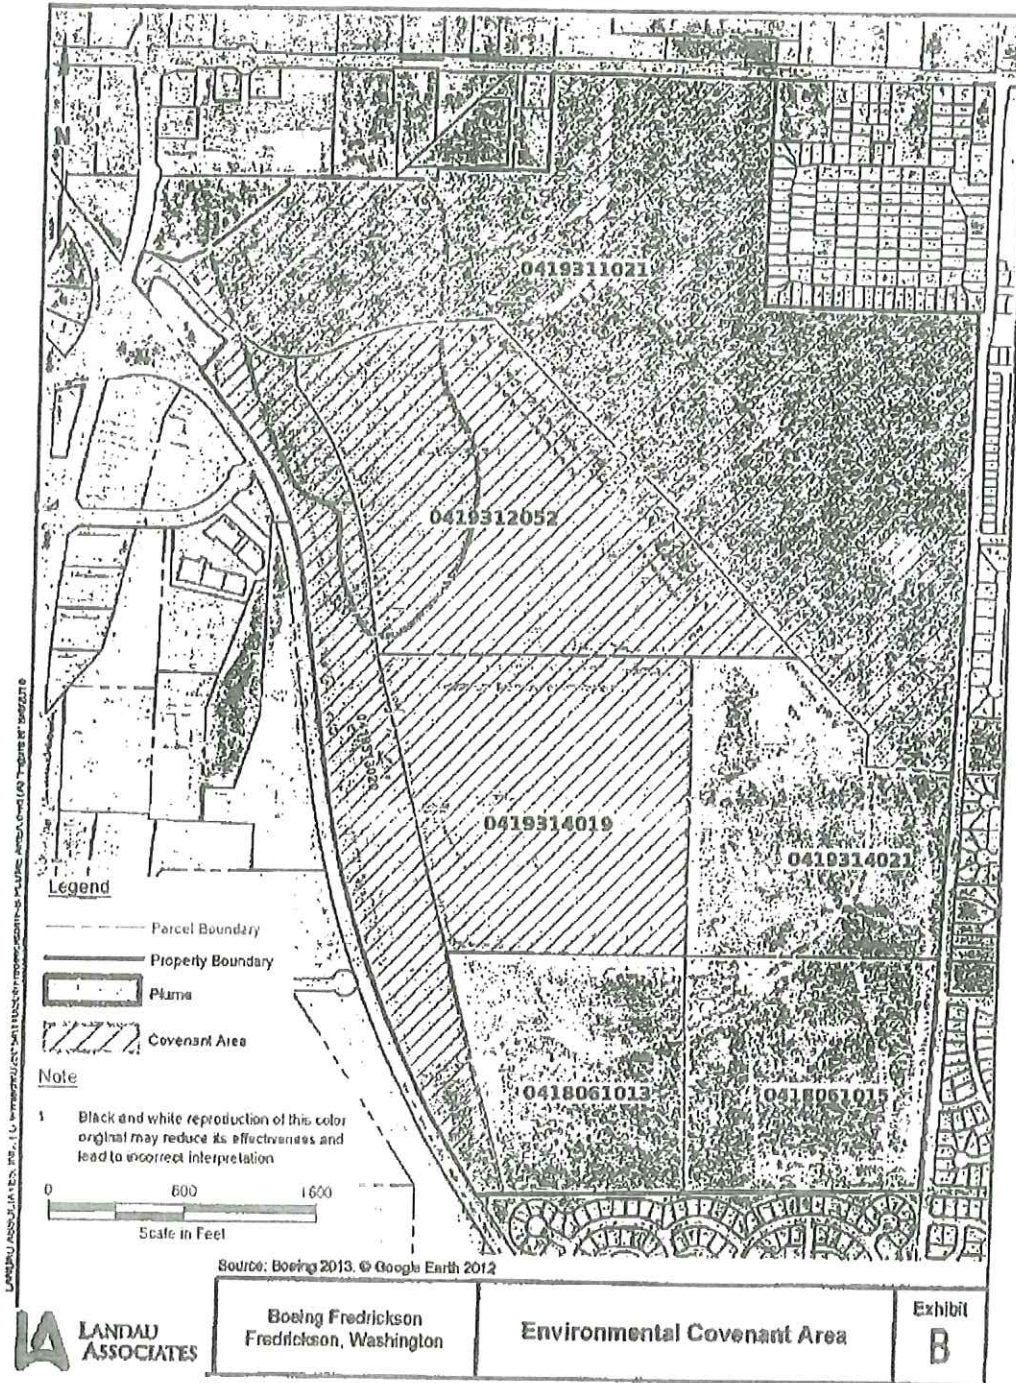 N
0419311021
0419312052
0419314019
0419314021
0418061013
0418061015
Legend
Parcel Boundary
Property Boundary
Plume
Covenant Area
Note
1 Black and white reproduction of this color
original may reduce its effectiveness and
lead to incorrect interpretation
0 800 1600
Scale in Feet
Source: Boeing 2013. © Google Earth 2012
LANDAU
ASSOCIATES
Boeing Fredrickson
Fredrickson, Washington
Environmental Covenant Area
Exhibit
B